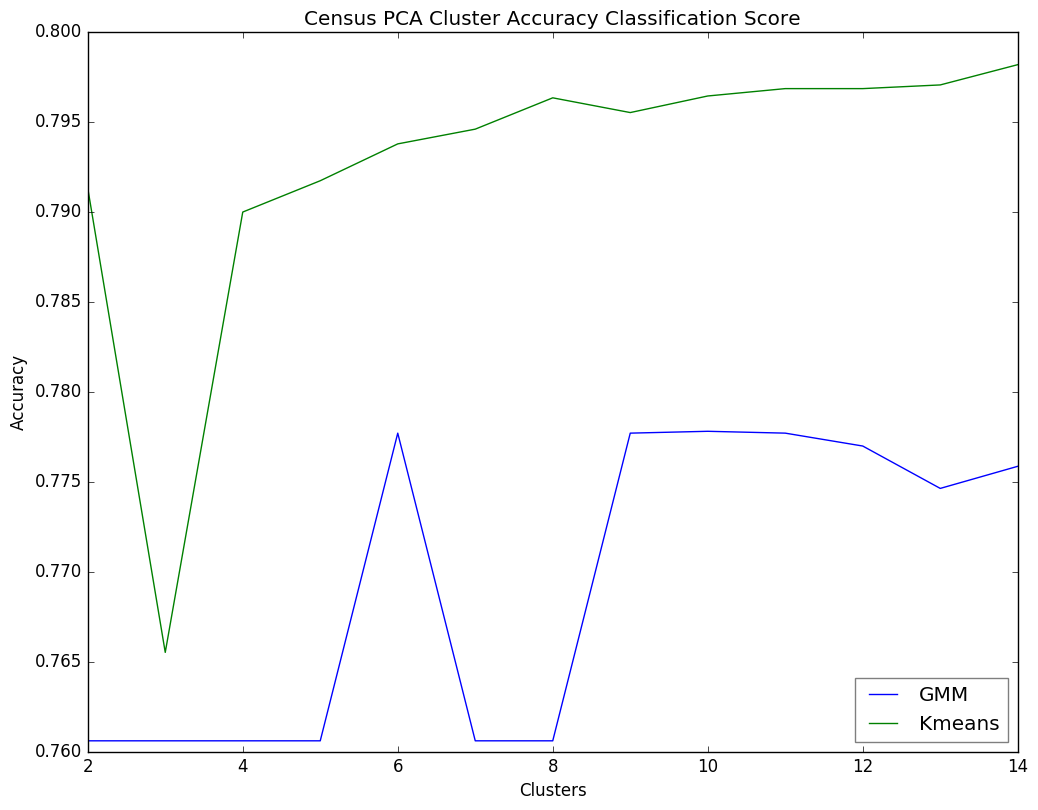 Census PCA Cluster Accuracy Classification Score
0.800
0.795
0.790
0.785
0.780
0.775
0.770
0.765
0.760
Accuracy
2 4 6 8 10 12 14
Clusters
GMM
Kmeans